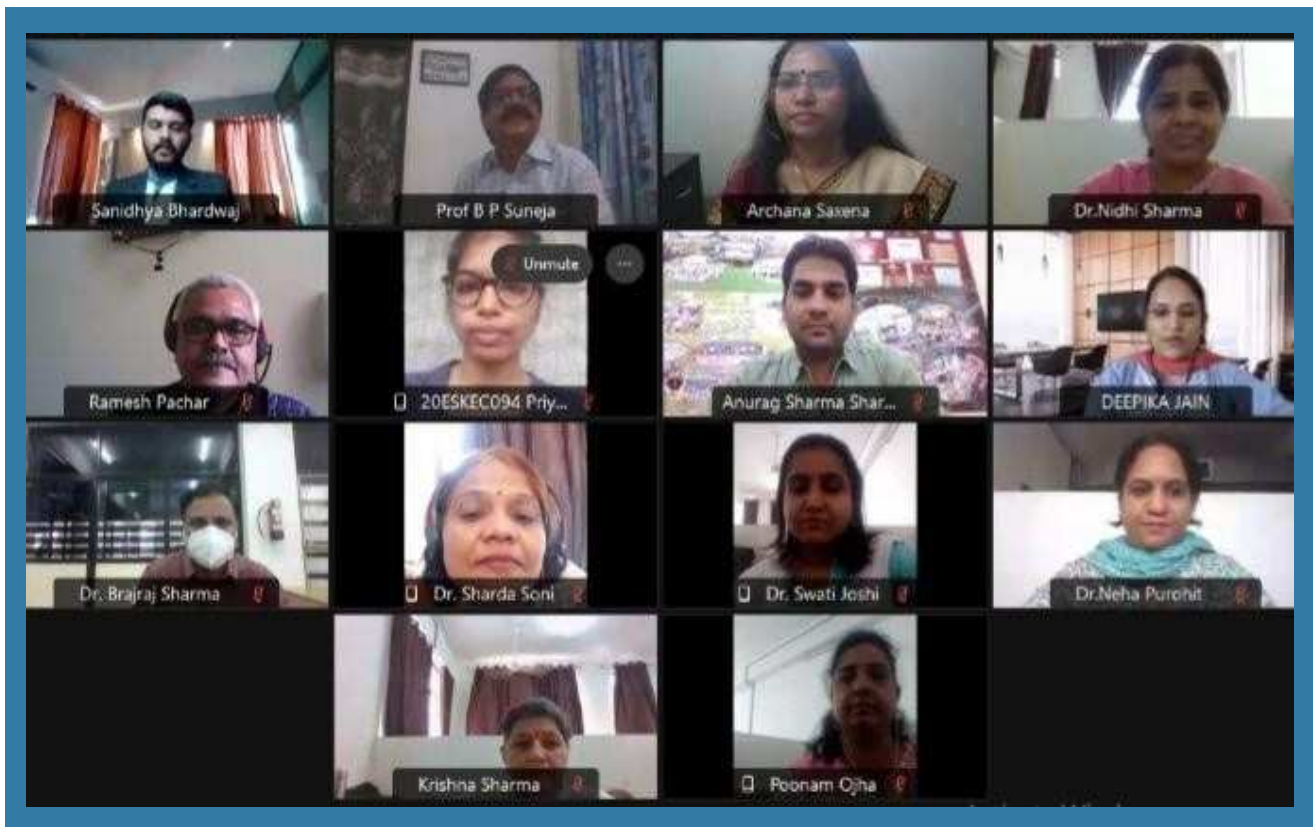 Sanidhya Bhardwaj
Prof B P Suneja
Archana Saxena
Dr.Nidhi Sharma
Unmute
Ramesh Pachar
20ESKEC094 Priy...
Anurag Sharma Shar...
DEEPIKA JAIN
Dr. Brajraj Sharma
Dr. Sharda Soni
Dr. Swati Joshi
Dr.Neha Purohit
Krishna Sharma
Poonam Ojha